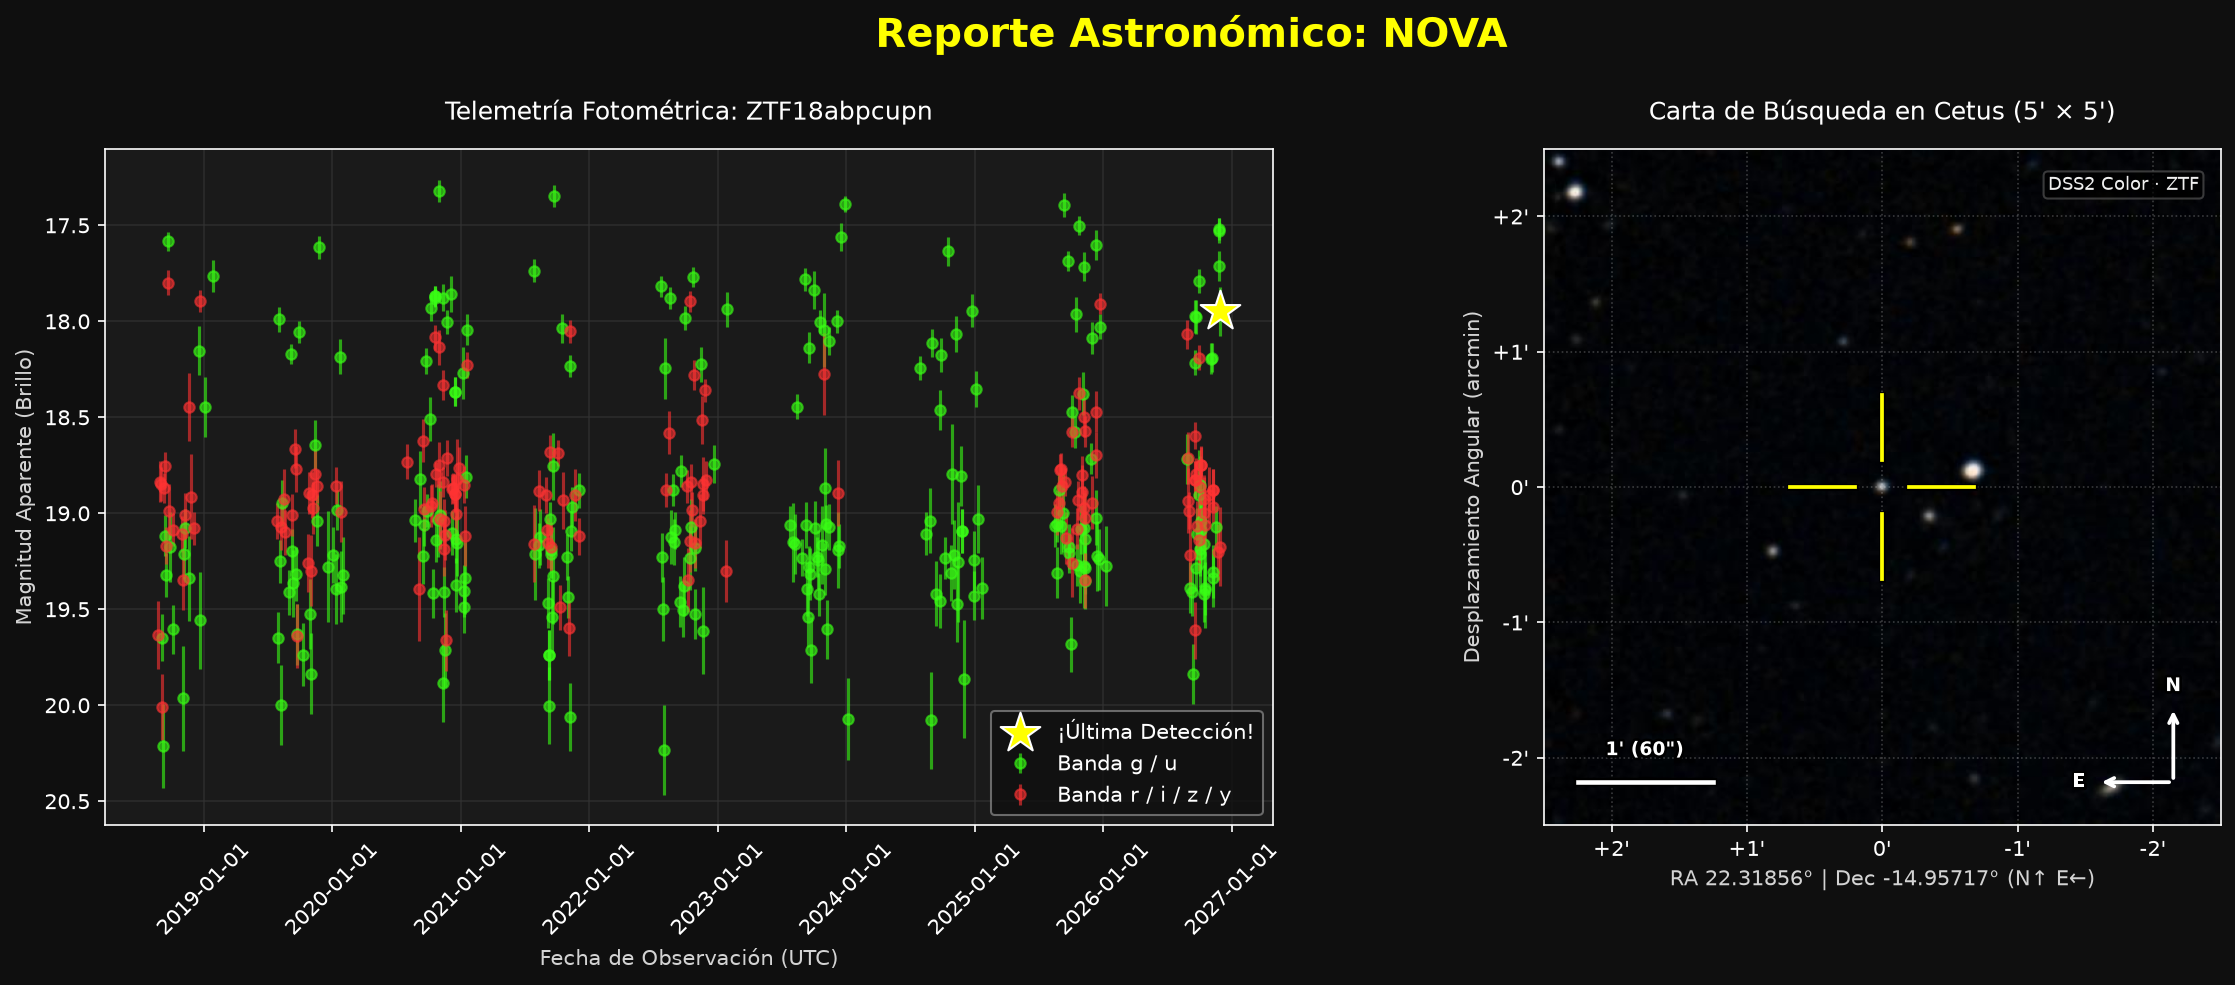 Reporte Astronómico: NOVA
Telemetría Fotométrica: ZTF18abpcupn
Magnitud Aparente (Brillo)
17.5
18.0
18.5
19.0
19.5
20.0
20.5
¡Última Detección!
Banda g / u
Banda r / i / z / y
2019-01-01
2020-01-01
2021-01-01
2022-01-01
2023-01-01
2024-01-01
2025-01-01
2026-01-01
2027-01-01
Fecha de Observación (UTC)
Carta de Búsqueda en Cetus (5' × 5')
DSS2 Color · ZTF
Desplazamiento Angular (arcmin)
+2'
+1'
0'
-1'
-2'
N
E
1' (60")
+2'
+1'
0'
-1'
-2'
RA 22.31856° | Dec -14.95717° (N↑ E←)